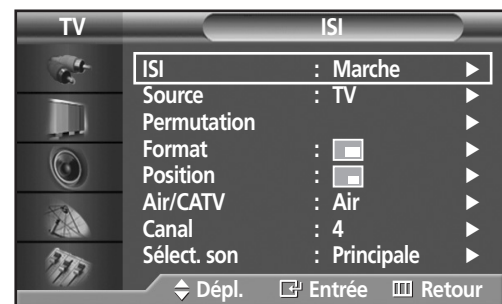 TV ISI
ISI : Marche
Source : TV
Permutation
Format :
Position :
Air/CATV : Air
Canal : 4
Sélect. son : Principale
Dépl. Entrée Retour